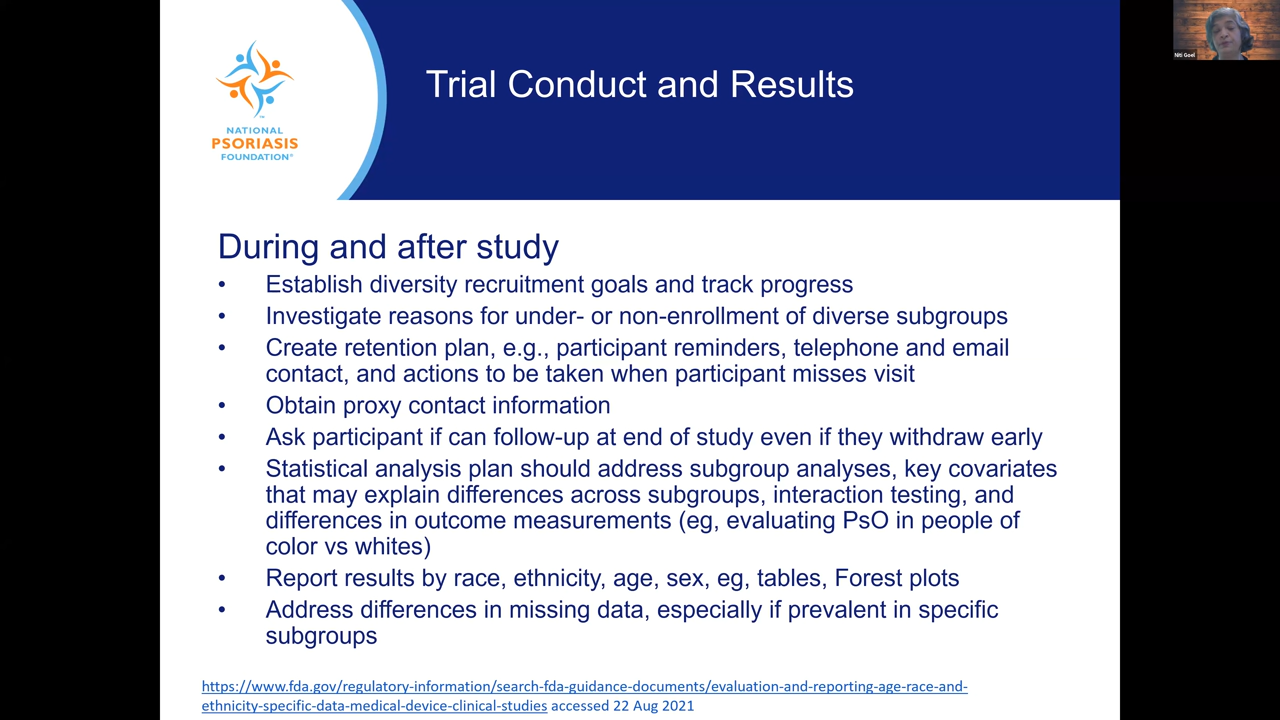 Niti Goel
NATIONAL
PSORIASIS
FOUNDATION®
™
Trial Conduct and Results
During and after study
• Establish diversity recruitment goals and track progress
• Investigate reasons for under- or non-enrollment of diverse subgroups
• Create retention plan, e.g., participant reminders, telephone and email
contact, and actions to be taken when participant misses visit
• Obtain proxy contact information
• Ask participant if can follow-up at end of study even if they withdraw early
• Statistical analysis plan should address subgroup analyses, key covariates
that may explain differences across subgroups, interaction testing, and
differences in outcome measurements (eg, evaluating PsO in people of
color vs whites)
• Report results by race, ethnicity, age, sex, eg, tables, Forest plots
• Address differences in missing data, especially if prevalent in specific
subgroups
https://www.fda.gov/regulatory-information/search-fda-guidance-documents/evaluation-and-reporting-age-race-and-
ethnicity-specific-data-medical-device-clinical-studies accessed 22 Aug 2021